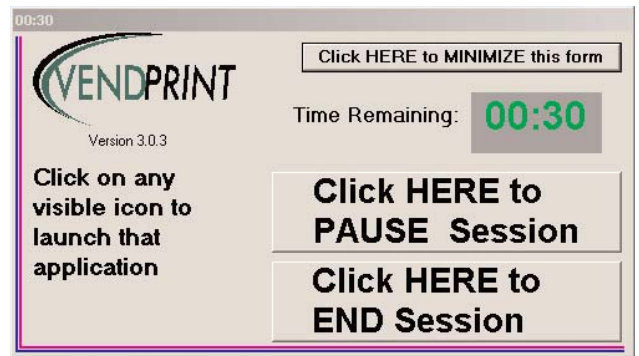 00:30
VENDPRINT
Version 3.0.3
Click on any
visible icon to
launch that
application
Click HERE to MINIMIZE this form
Time Remaining: 00:30
Click HERE to
PAUSE Session
Click HERE to
END Session